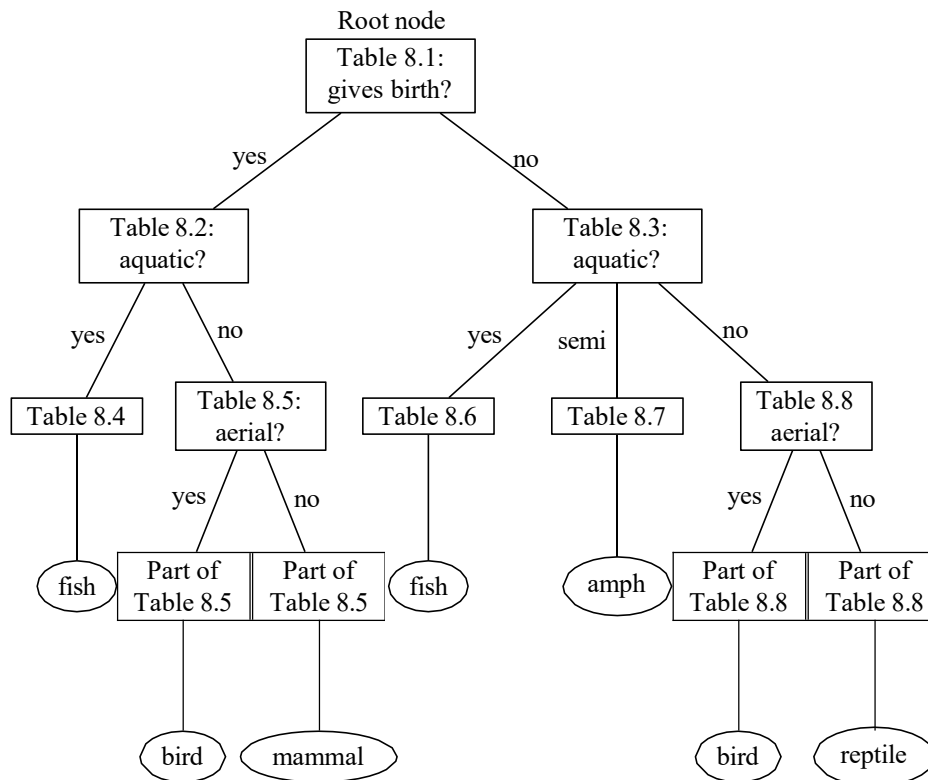 Root node
Table 8.1:
gives birth?
yes
no
Table 8.2:
aquatic?
Table 8.3:
aquatic?
yes
no
yes
semi
no
Table 8.4
Table 8.5:
aerial?
Table 8.6
Table 8.7
Table 8.8
aerial?
yes
no
yes
no
fish
Part of
Table 8.5
Part of
Table 8.5
fish
amph
Part of
Table 8.8
Part of
Table 8.8
bird
mammal
bird
reptile